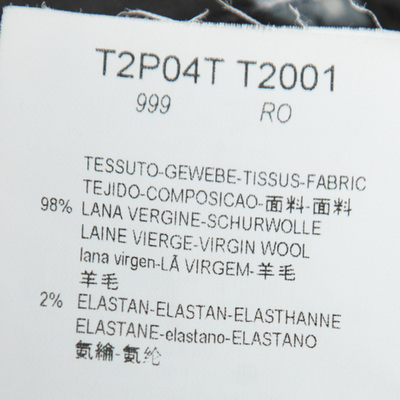 T2P04T T2001
999 RO
TESSUTO-GEWEBE-TISSUS-FABRIC
TEJIDO-COMPOSICAO-面料-面料
98% LANA VERGINE-SCHURWOLLE
LAINE VIERGE-VIRGIN WOOL
lana virgen-LÃ VIRGEM-羊毛
羊毛
2% ELASTAN-ELASTAN-ELASTHANNE
ELASTANE-elastano-ELASTANO
氨綸-氨纶